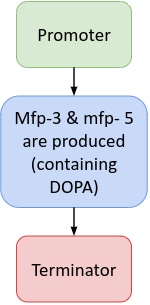 Promoter
Mfp-3 & mfp- 5
are produced
(containing
DOPA)
Terminator